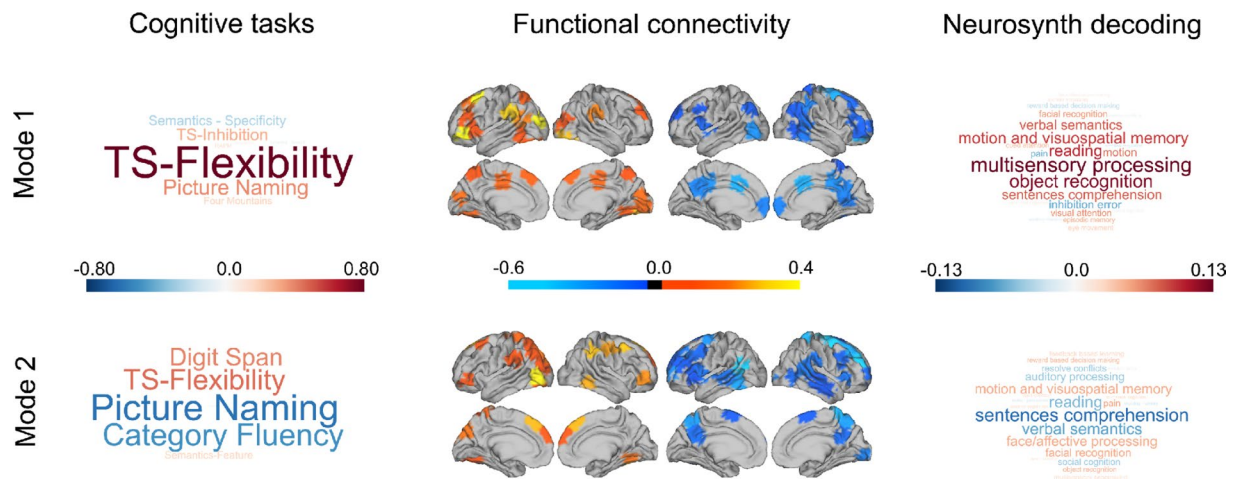 Cognitive tasks
Functional connectivity
Neurosynth decoding
Mode 1
Semantics - Specificity
TS-Inhibition
TS-Flexibility
Picture Naming
Four Mountains
reward based decision making
facial recognition
verbal semantics
motion and visuospatial memory
pain reading motion
multisensory processing
object recognition
sentences comprehension
inhibition error
visual attention
episodic memory
eye movement
-0.80 0.0 0.80
-0.6 0.0 0.4
-0.13 0.0 0.13
Mode 2
Digit Span
TS-Flexibility
Picture Naming
Category Fluency
Semantics-Feature
reward based decision making
resolve conflicts
auditory processing
motion and visuospatial memory
reading pain
sentences comprehension
verbal semantics
face/affective processing
facial recognition
social cognition
object recognition